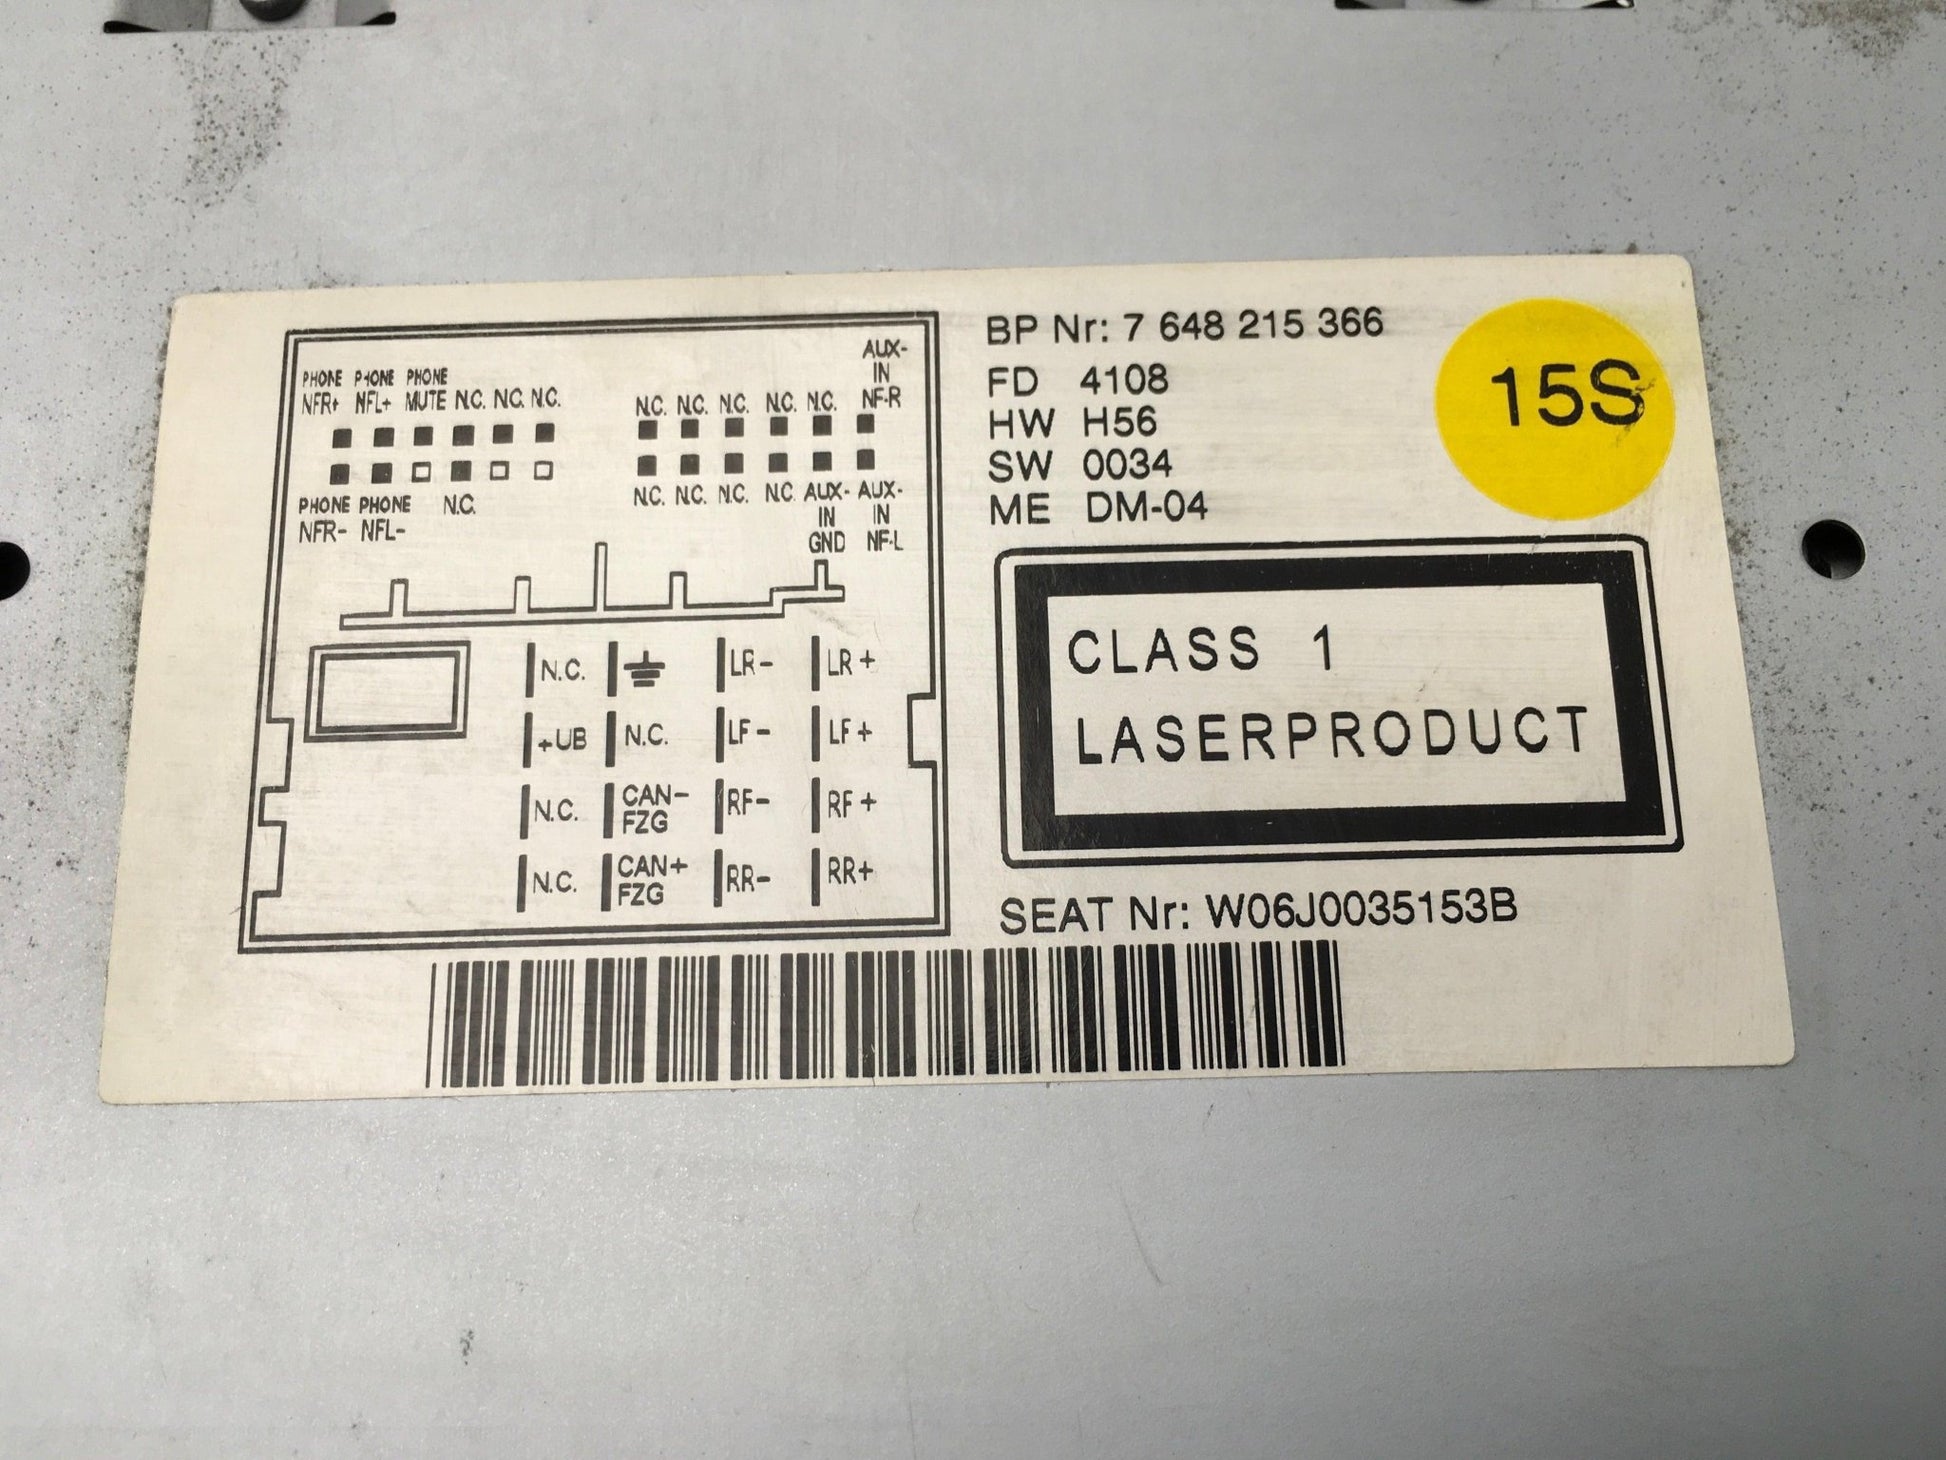 BP Nr: 7 648 215 366
FD 4108
HW H56
SW 0034
ME DM-04
15S
AUX-
PHONE PHONE PHONE IN
NFR+ NFL+ MUTE N.C. N.C. N.C. N.C. N.C. N.C. N.C. N.C. NF-R
PHONE PHONE N.C. N.C. N.C. N.C. N.C. AUX- AUX-
NFR- NFL- IN IN
GND NF-L
N.C. LR- LR+
+UB N.C. LF- LF+
N.C. CAN- FZG RF- RF+
N.C. CAN+ FZG RR- RR+
CLASS 1
LASERPRODUCT
SEAT Nr: W06J0035153B